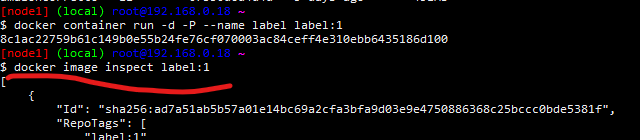 [node1] (local) root@192.168.0.18 ~
$ docker container run -d -P --name label label:1
8c1ac22759b61c149b0e55b24fe76cf070003ac84ceff4e310ebb6435186d100
[node1] (local) root@192.168.0.18 ~
$ docker image inspect label:1
[
    {
        "Id": "sha256:ad7a51ab5b57a01e14bc69a2cfa3bfa9d03e9e4750886368c25bccc0bde5381f",
        "RepoTags": [
            "label:1"